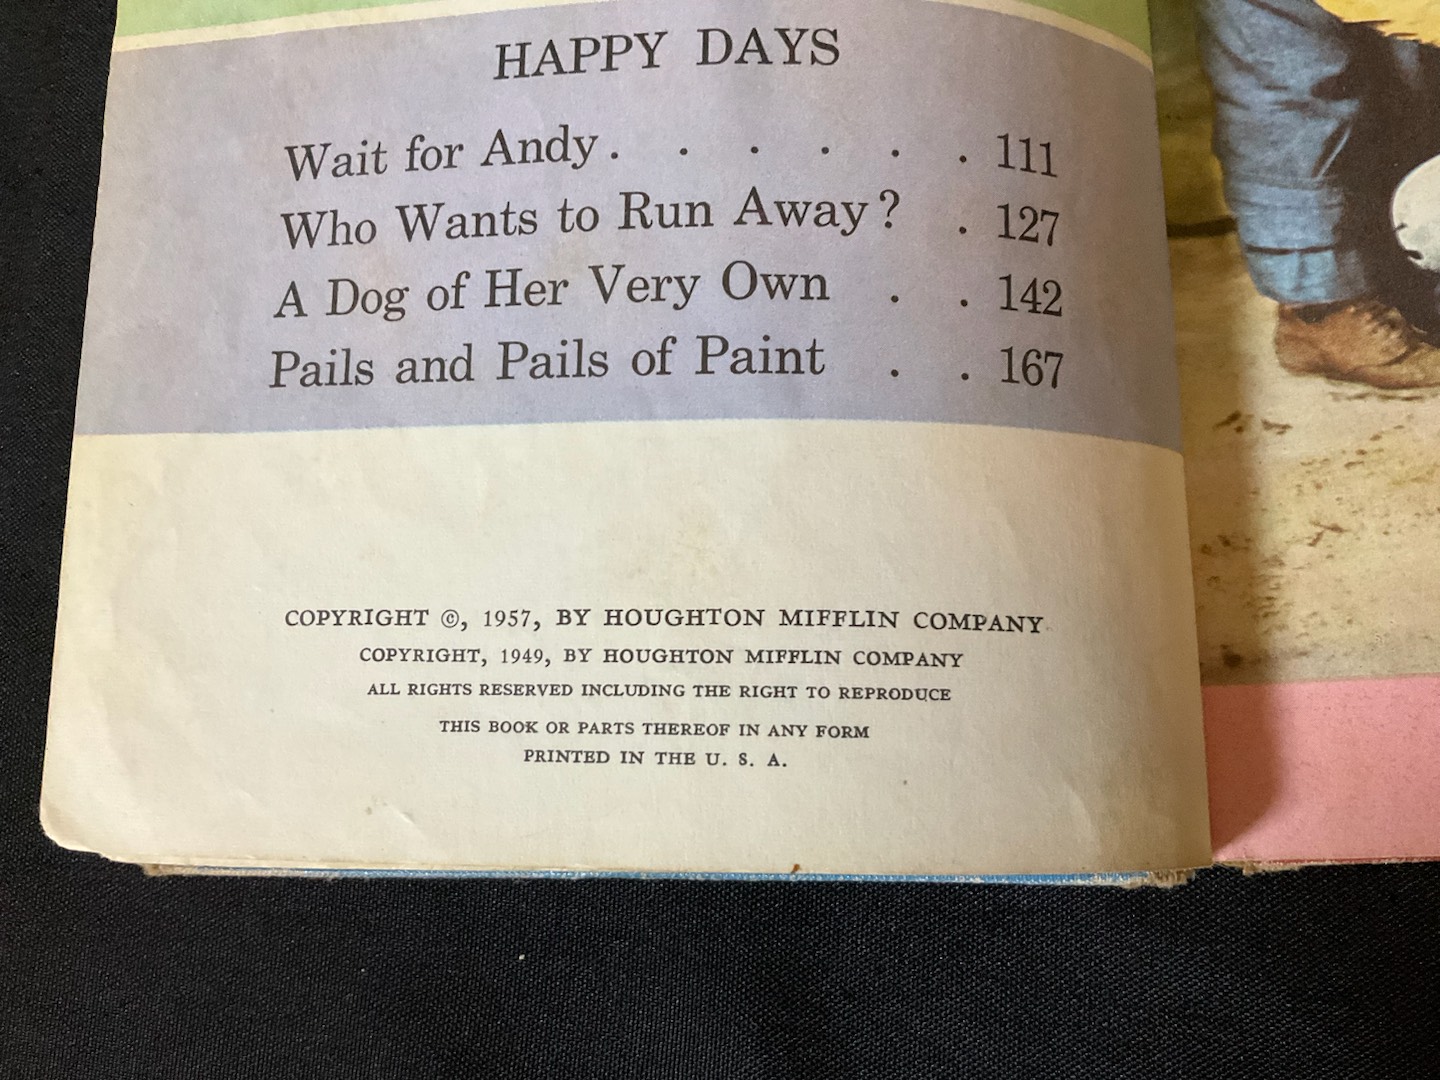 HAPPY DAYS
Wait for Andy . . . . . . 111
Who Wants to Run Away? . 127
A Dog of Her Very Own . . 142
Pails and Pails of Paint . . 167
COPYRIGHT ©, 1957, BY HOUGHTON MIFFLIN COMPANY
COPYRIGHT, 1949, BY HOUGHTON MIFFLIN COMPANY
ALL RIGHTS RESERVED INCLUDING THE RIGHT TO REPRODUCE
THIS BOOK OR PARTS THEREOF IN ANY FORM
PRINTED IN THE U. S. A.